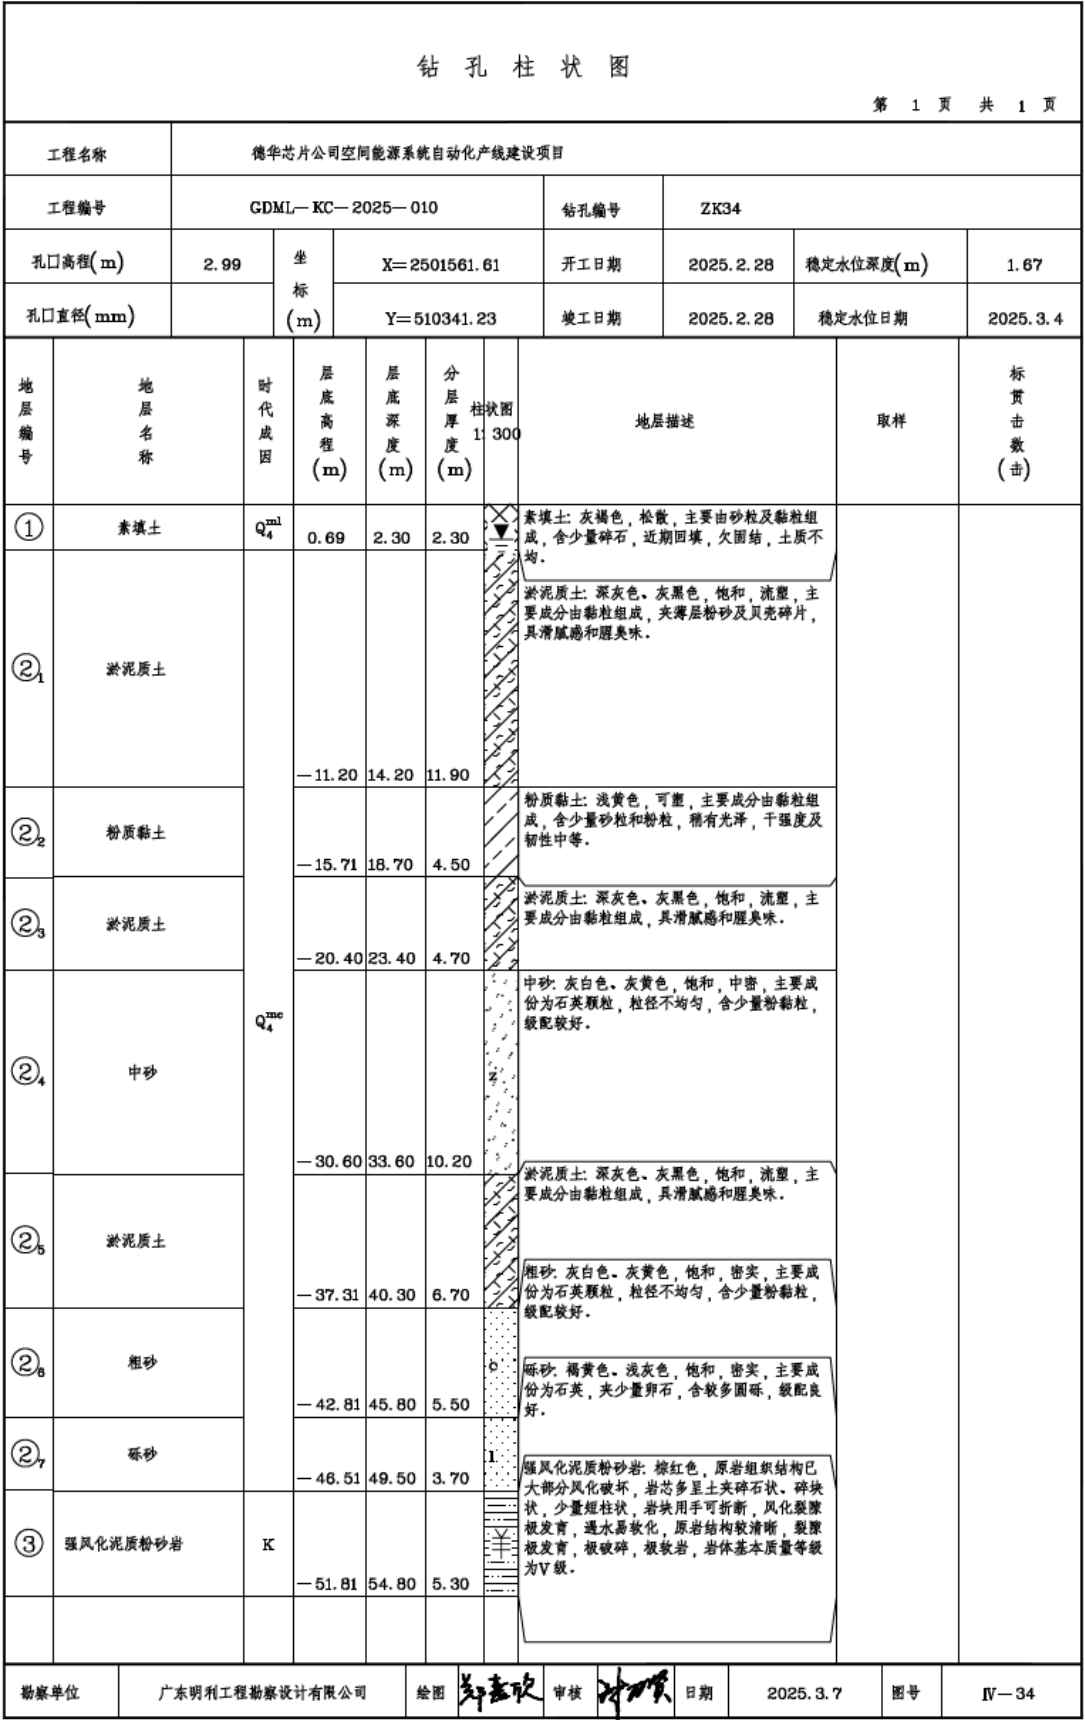 钻孔柱状图
第 1 页 共 1 页
工程名称 德华芯片公司空间能源系统自动化产线建设项目
工程编号 GDML－KC－2025－010 钻孔编号 ZK34
孔口高程(m) 2.99 坐标(m) X＝2501561.61 开工日期 2025.2.28 稳定水位深度(m) 1.67
孔口直径(mm) Y＝510341.23 竣工日期 2025.2.28 稳定水位日期 2025.3.4
地层编号 地层名称 时代成因 层底高程(m) 层底深度(m) 分层厚度(m) 柱状图 1:300 地层描述 取样 标贯击数(击)
① 素填土 Q4ml 0.69 2.30 2.30
素填土: 灰褐色，松散，主要由砂粒及黏粒组
成，含少量碎石，近期回填，欠固结，土质不
均。
②1 淤泥质土 －11.20 14.20 11.90
淤泥质土: 深灰色、灰黑色，饱和，流塑，主
要成分由黏粒组成，夹薄层粉砂及贝壳碎片，
具滑腻感和腥臭味。
②2 粉质黏土 －15.71 18.70 4.50
粉质黏土: 浅黄色，可塑，主要成分由黏粒组
成，含少量砂粒和粉粒，稍有光泽，干强度及
韧性中等。
②3 淤泥质土 －20.40 23.40 4.70
淤泥质土: 深灰色、灰黑色，饱和，流塑，主
要成分由黏粒组成，具滑腻感和腥臭味。
Q4mc
②4 中砂 －30.60 33.60 10.20
Z
中砂: 灰白色、灰黄色，饱和，中密，主要成
份为石英颗粒，粒径不均匀，含少量粉黏粒，
级配较好。
②5 淤泥质土 －37.31 40.30 6.70
淤泥质土: 深灰色、灰黑色，饱和，流塑，主
要成分由黏粒组成，具滑腻感和腥臭味。
②6 粗砂 －42.81 45.80 5.50
c
粗砂: 灰白色、灰黄色，饱和，密实，主要成
份为石英颗粒，粒径不均匀，含少量粉黏粒，
级配较好。
②7 砾砂 －46.51 49.50 3.70
1
砾砂: 褐黄色、浅灰色，饱和，密实，主要成
份为石英，夹少量卵石，含较多圆砾，级配良
好。
③ 强风化泥质粉砂岩 K －51.81 54.80 5.30
强风化泥质粉砂岩: 棕红色，原岩组织结构已
大部分风化破坏，岩芯多呈土夹碎石状、碎块
状，少量短柱状，岩块用手可折断，风化裂隙
极发育，遇水易软化，原岩结构较清晰，裂隙
极发育，极破碎，极软岩，岩体基本质量等级
为V级。
勘察单位 广东明利工程勘察设计有限公司 绘图 审核 日期 2025.3.7 图号 Ⅳ－34